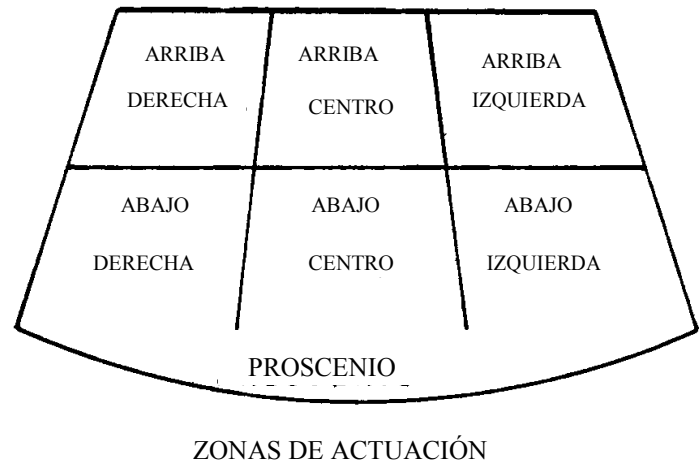 ARRIBA
DERECHA
ARRIBA
CENTRO
ARRIBA
IZQUIERDA
ABAJO
DERECHA
ABAJO
CENTRO
ABAJO
IZQUIERDA
PROSCENIO
ZONAS DE ACTUACIÓN